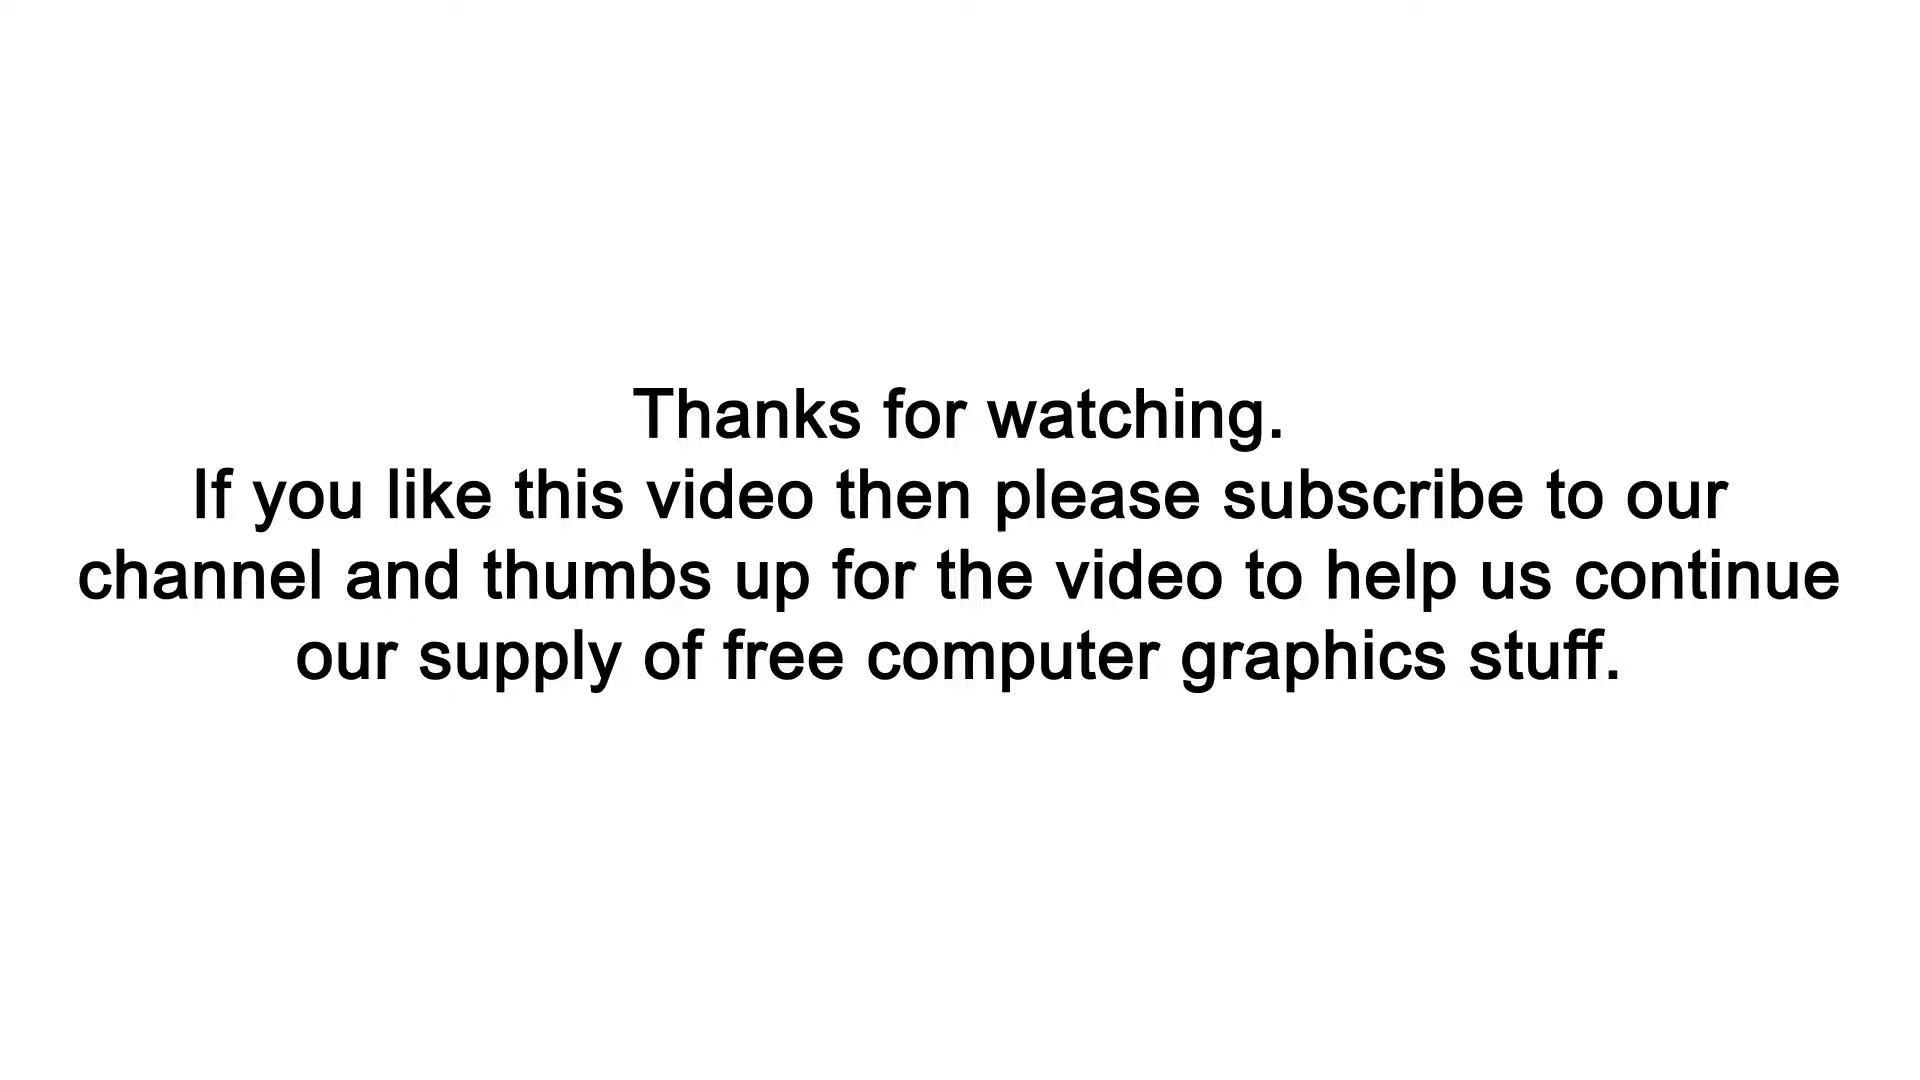 Thanks for watching.
If you like this video then please subscribe to our
channel and thumbs up for the video to help us continue
our supply of free computer graphics stuff.